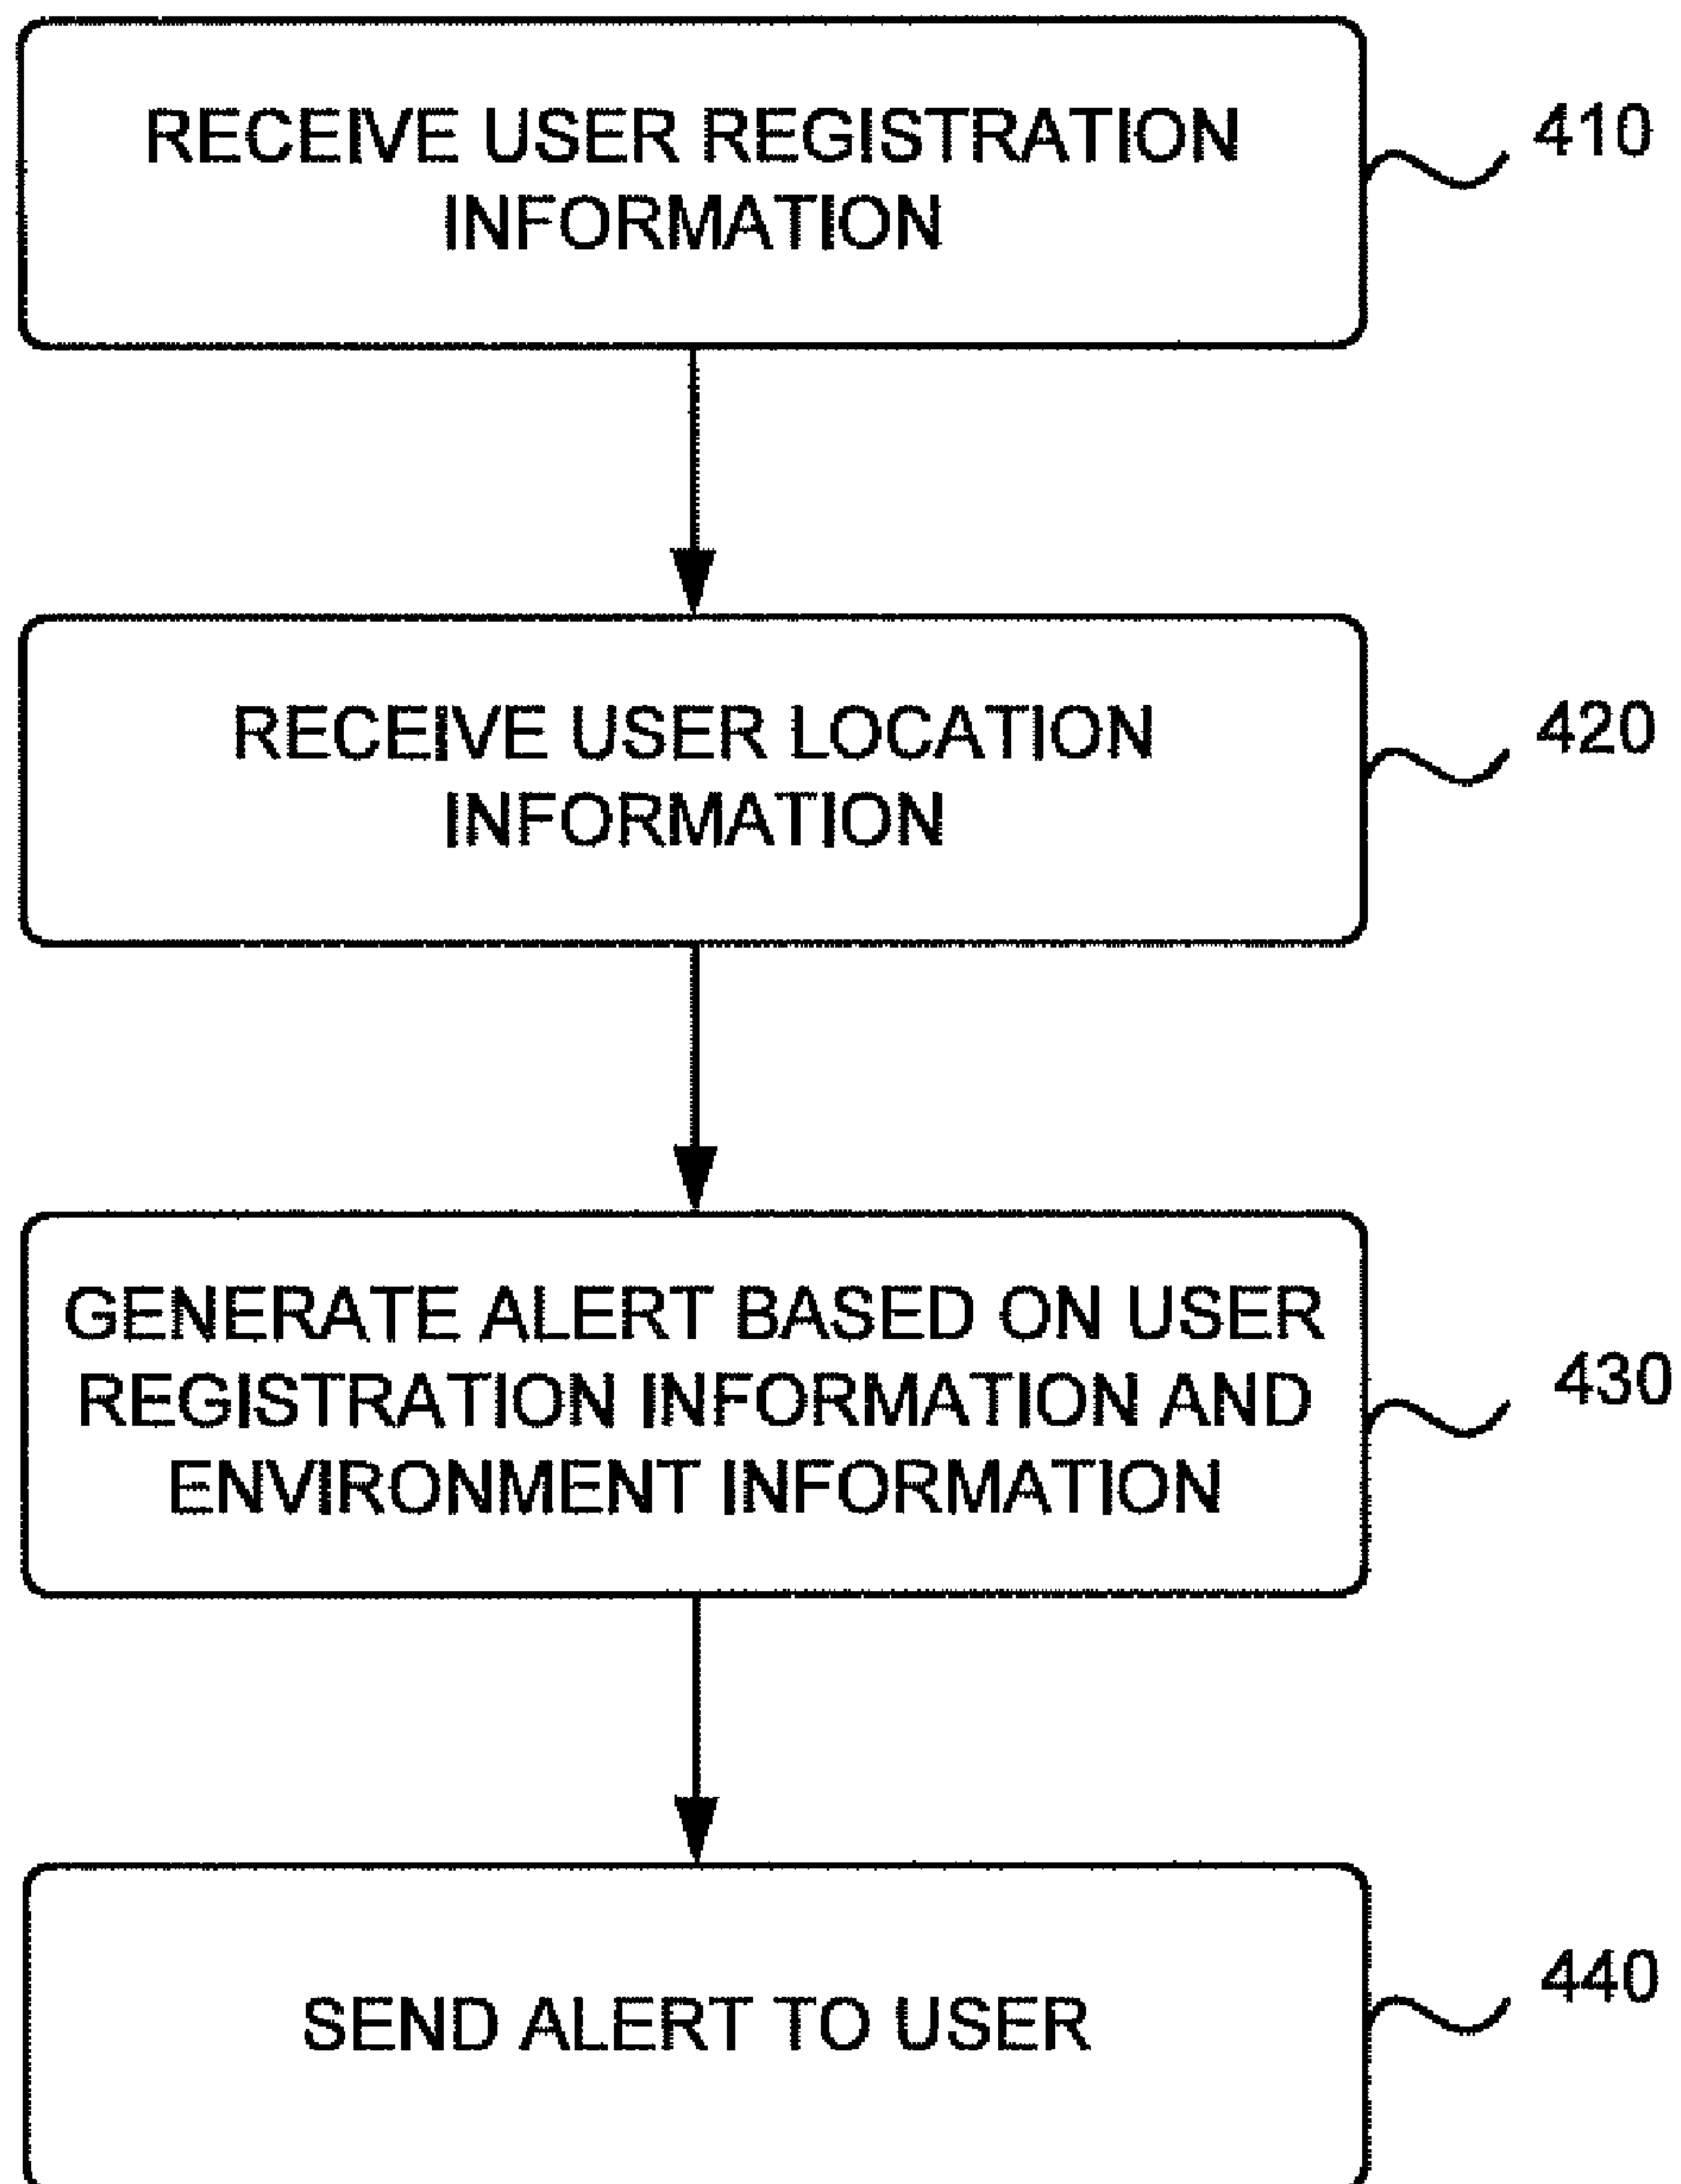 RECEIVE USER REGISTRATION
INFORMATION
410
RECEIVE USER LOCATION
INFORMATION
420
GENERATE ALERT BASED ON USER
REGISTRATION INFORMATION AND
ENVIRONMENT INFORMATION
430
SEND ALERT TO USER
440